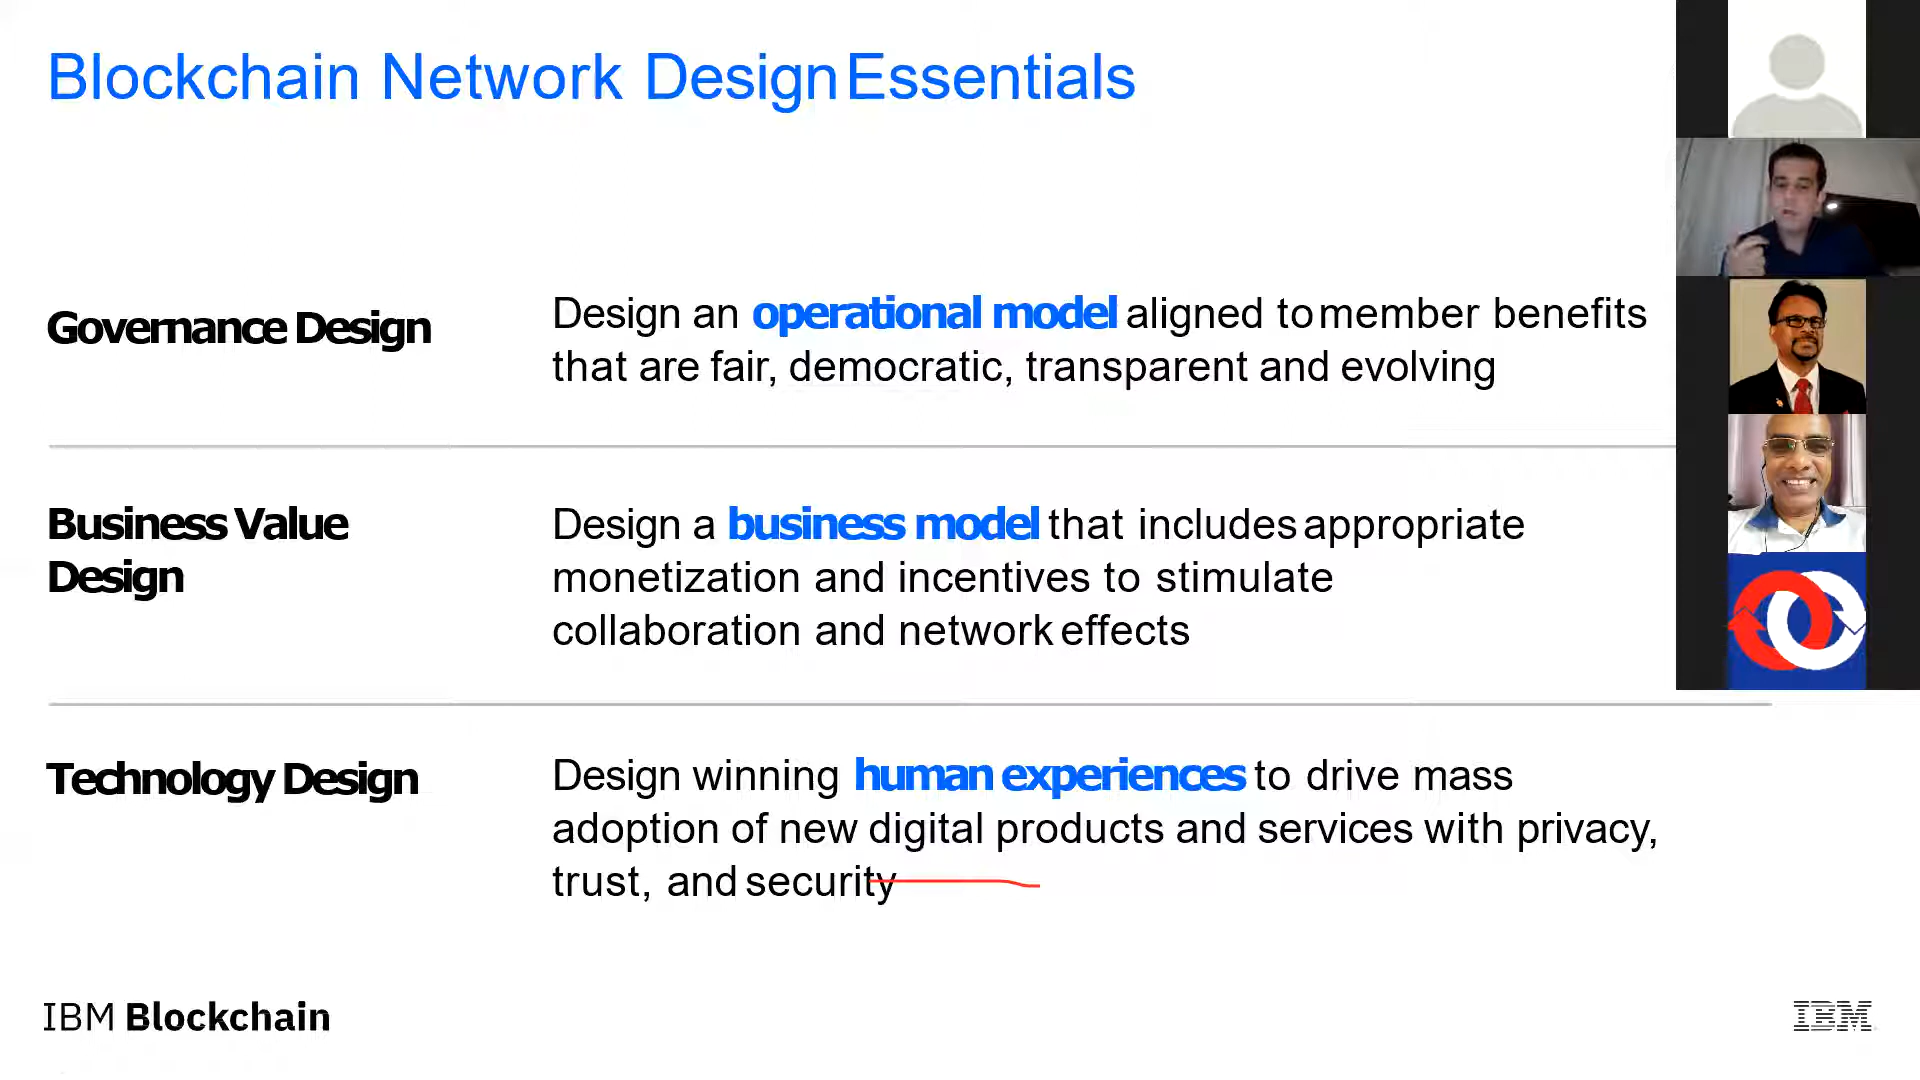 Blockchain Network Design Essentials
Governance Design
Design an operational model aligned to member benefits
that are fair, democratic, transparent and evolving
Business Value
Design
Design a business model that includes appropriate
monetization and incentives to stimulate
collaboration and network effects
Technology Design
Design winning human experiences to drive mass
adoption of new digital products and services with privacy,
trust, and security
IBM Blockchain
IBM